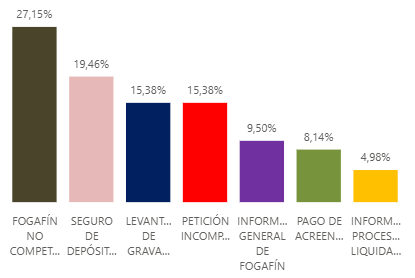 27,15%
19,46%
15,38%
15,38%
9,50%
8,14%
4,98%
FOGAFÍN
NO
COMPET...
SEGURO
DE
DEPÓSIT...
LEVANT...
DE
GRAVA...
PETICIÓN
INCOMP...
INFORM...
GENERAL
DE
FOGAFÍN
PAGO DE
ACREEN...
INFORM...
PROCES...
LIQUIDA...